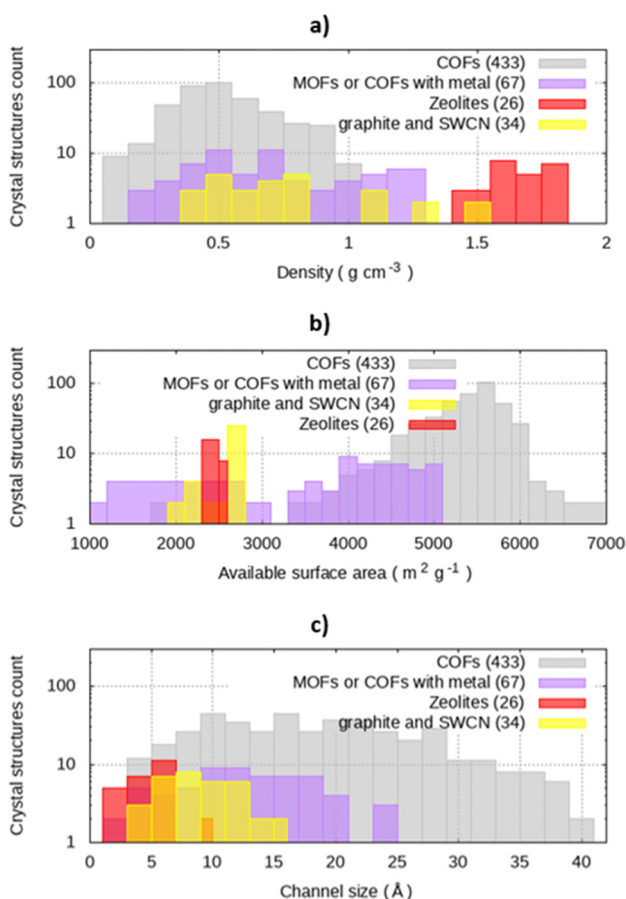 a)
COFs (433)
MOFs or COFs with metal (67)
Zeolites (26)
graphite and SWCN (34)
Crystal structures count
100
10
1
0
0.5
1
1.5
2
Density ( g cm⁻³ )
b)
COFs (433)
MOFs or COFs with metal (67)
graphite and SWCN (34)
Zeolites (26)
Crystal structures count
100
10
1
1000
2000
3000
4000
5000
6000
7000
Available surface area ( m² g⁻¹ )
c)
COFs (433)
MOFs or COFs with metal (67)
Zeolites (26)
graphite and SWCN (34)
Crystal structures count
100
10
1
0
5
10
15
20
25
30
35
40
Channel size (Å)